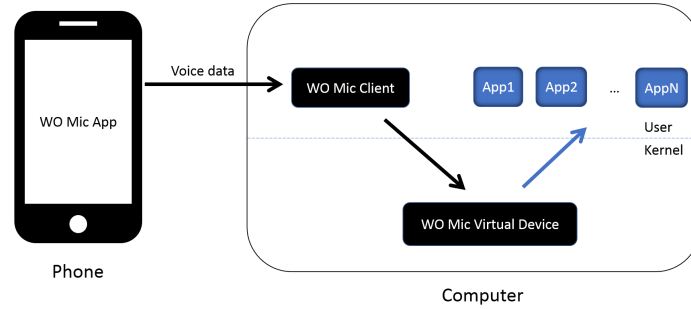 Voice data
WO Mic App
WO Mic Client
App1
App2
...
AppN
User
Kernel
WO Mic Virtual Device
Phone
Computer